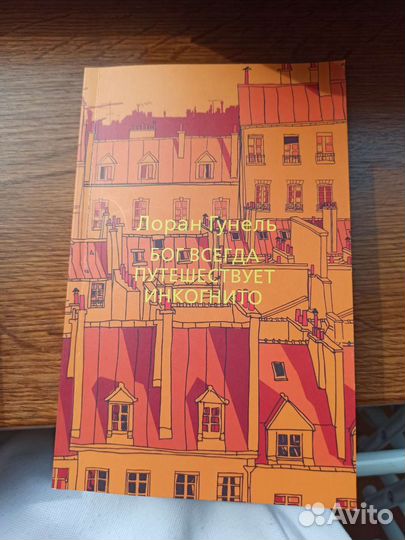 Лоран Гунель
БОГ ВСЕГДА
ПУТЕШЕСТВУЕТ
ИНКОГНИТО
Avito